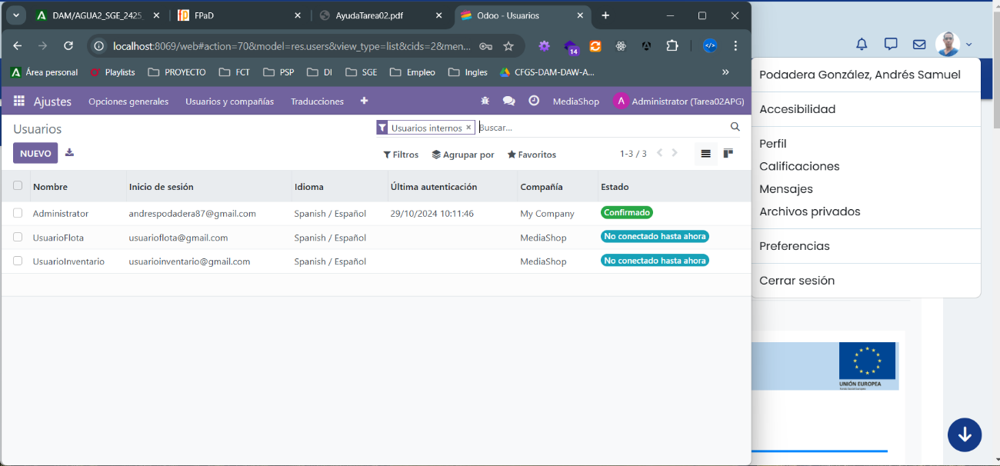 DAM/AGUA2_SGE_2425_
FPaD
AyudaTarea02.pdf
Odoo - Usuarios
localhost:8069/web#action=70&model=res.users&view_type=list&cids=2&men...
14
Área personal
Playlists
PROYECTO
FCT
PSP
DI
SGE
Empleo
Ingles
CFGS-DAM-DAW-A...
»
Ajustes
Opciones generales
Usuarios y compañías
Traducciones
MediaShop
A
Administrator (Tarea02APG)
Usuarios
Usuarios internos ×
Buscar...
NUEVO
Filtros
Agrupar por
Favoritos
1-3 / 3
Nombre Inicio de sesión Idioma Última autenticación Compañía Estado
Administrator andrespodadera87@gmail.com Spanish / Español 29/10/2024 10:11:46 My Company Confirmado
UsuarioFlota usuarioflota@gmail.com Spanish / Español MediaShop No conectado hasta ahora
UsuarioInventario usuarioinventario@gmail.com Spanish / Español MediaShop No conectado hasta ahora
Podadera González, Andrés Samuel
Accesibilidad
Perfil
Calificaciones
Mensajes
Archivos privados
Preferencias
Cerrar sesión
UNIÓN EUROPEA
Fondo Social Europeo